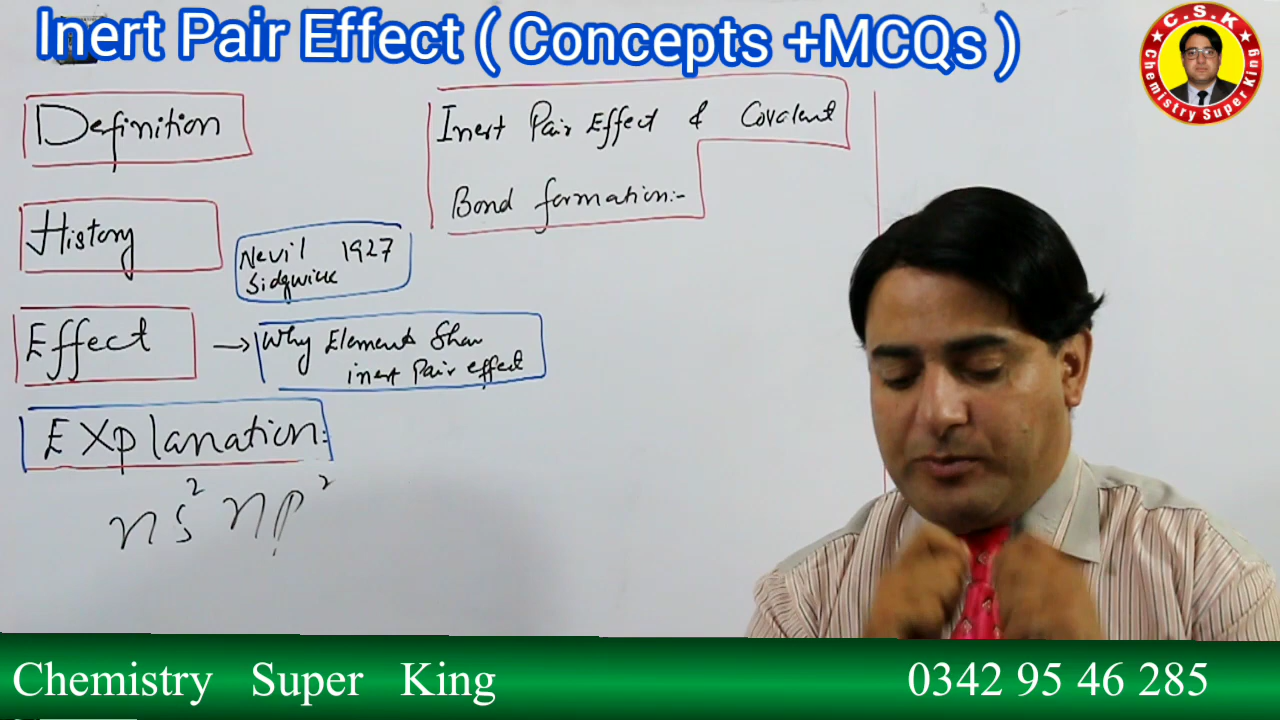 Inert Pair Effect ( Concepts +MCQs )
C.S.K
Chemistry Super King
Definition
Inert Pair Effect & Covalent
Bond formation:-
History
Nevil 1927
Sidgwick
Effect → Why Elements Show
inert Pair effect
Explanation:
ns² np²
Chemistry Super King
0342 95 46 285